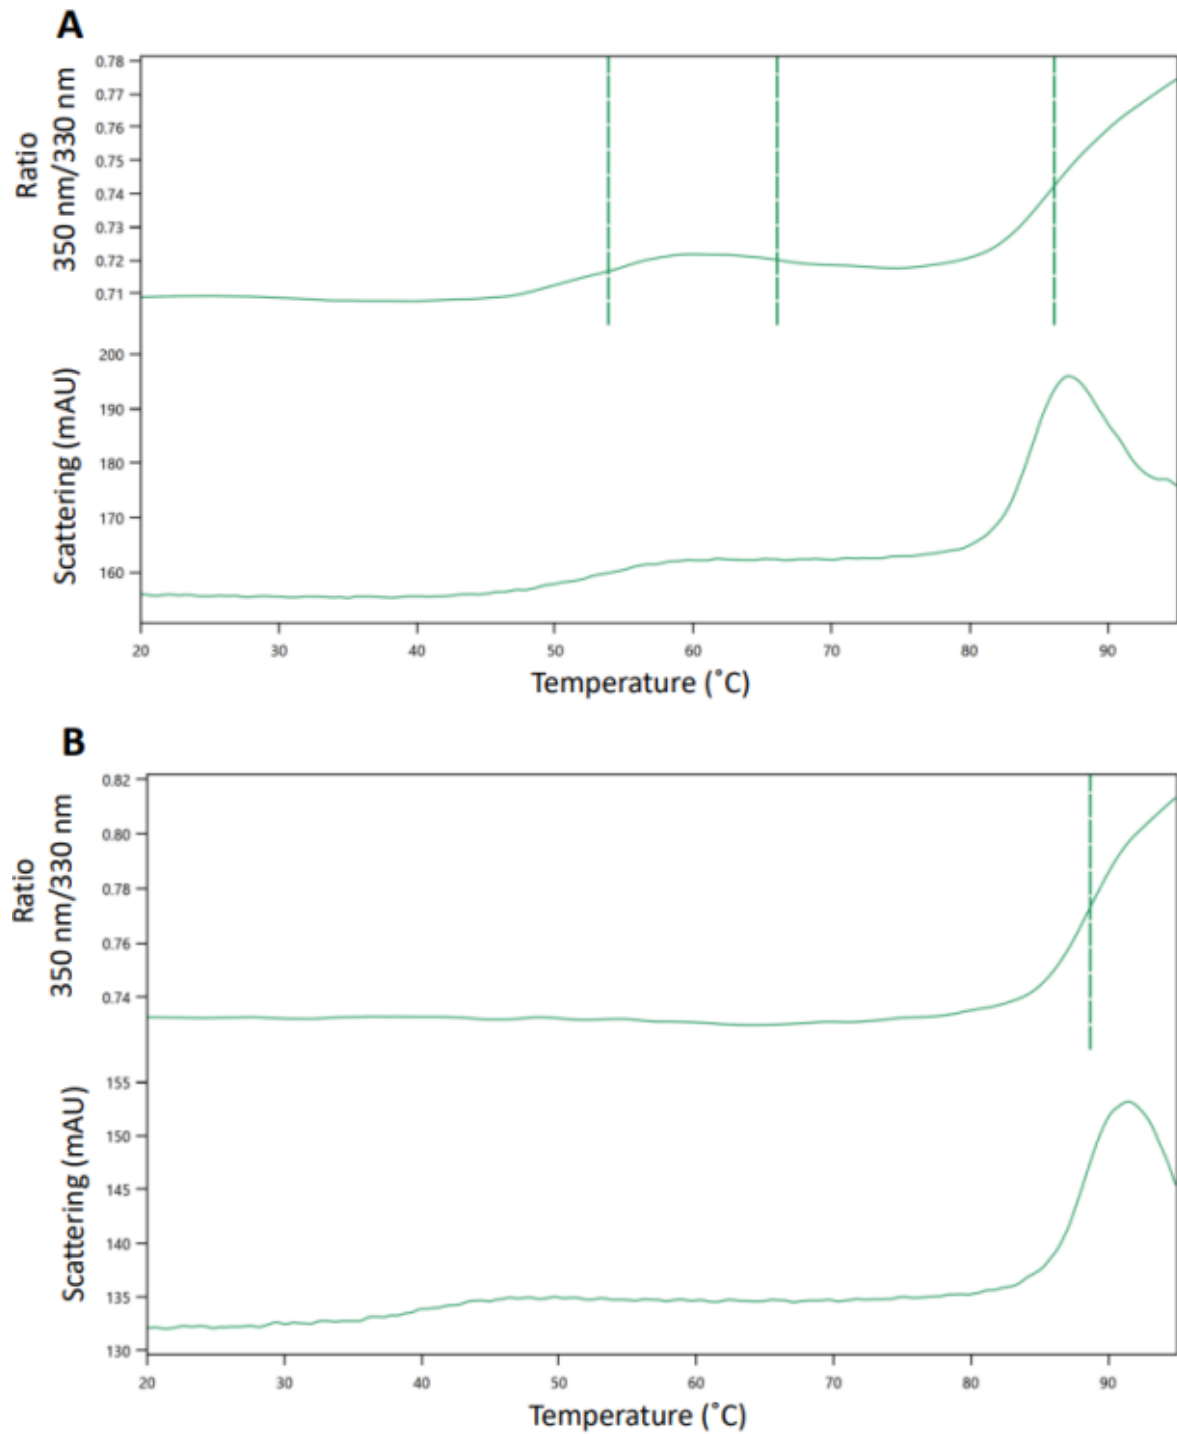 A
Ratio
350 nm/330 nm
0.78
0.77
0.76
0.75
0.74
0.73
0.72
0.71
Scattering (mAU)
200
190
180
170
160
20 30 40 50 60 70 80 90
Temperature (˚C)
B
Ratio
350 nm/330 nm
0.82
0.80
0.78
0.76
0.74
Scattering (mAU)
155
150
145
140
135
130
20 30 40 50 60 70 80 90
Temperature (˚C)